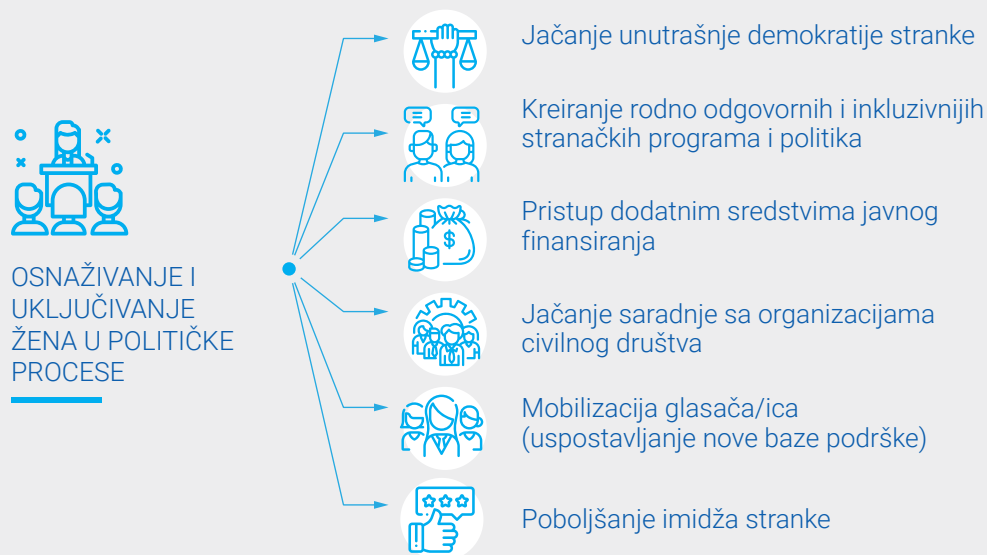 OSNAŽIVANJE I
UKLJUČIVANJE
ŽENA U POLITIČKE
PROCESE
Jačanje unutrašnje demokratije stranke
Kreiranje rodno odgovornih i inkluzivnijih
stranačkih programa i politika
Pristup dodatnim sredstvima javnog
finansiranja
$
Jačanje saradnje sa organizacijama
civilnog društva
Mobilizacija glasača/ica
(uspostavljanje nove baze podrške)
Poboljšanje imidža stranke